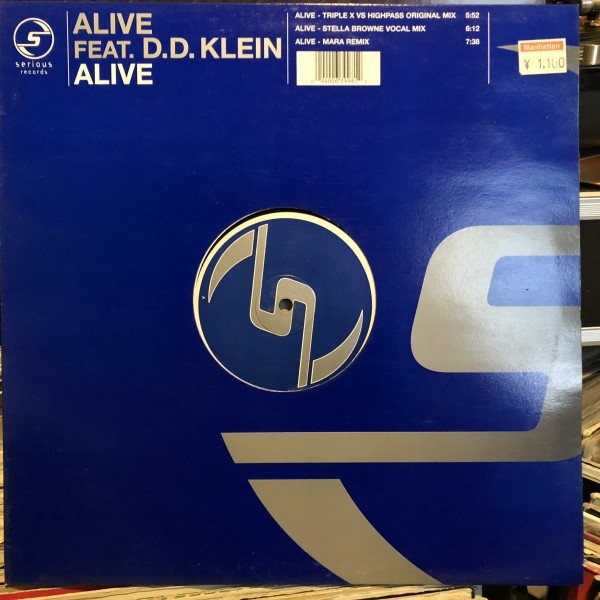 serious
records
ALIVE
FEAT. D.D. KLEIN
ALIVE
ALIVE - TRIPLE X VS HIGHPASS ORIGINAL MIX 5:52
ALIVE - STELLA BROWNE VOCAL MIX 6:12
ALIVE - MARA REMIX 7:38
Manhattan
¥ 1.100